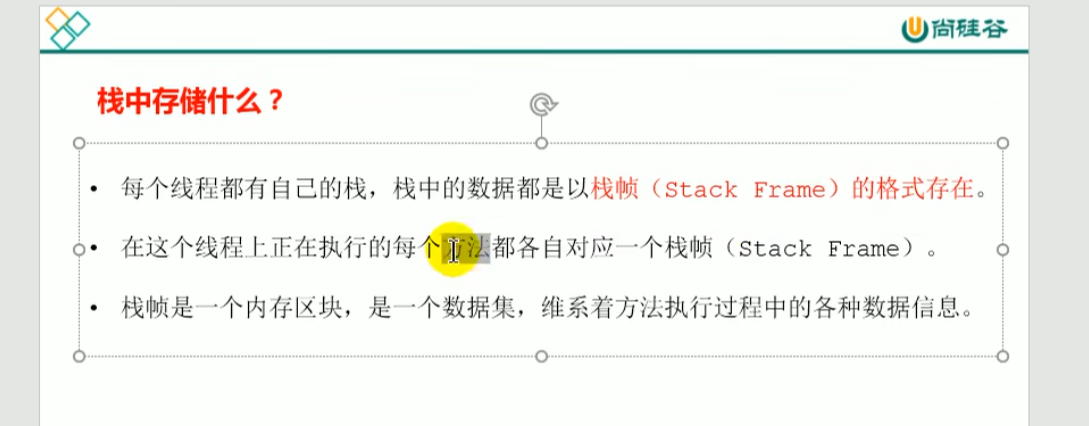 尚硅谷
栈中存储什么？
• 每个线程都有自己的栈，栈中的数据都是以栈帧（Stack Frame）的格式存在。
• 在这个线程上正在执行的每个方法都各自对应一个栈帧（Stack Frame）。
• 栈帧是一个内存区块，是一个数据集，维系着方法执行过程中的各种数据信息。